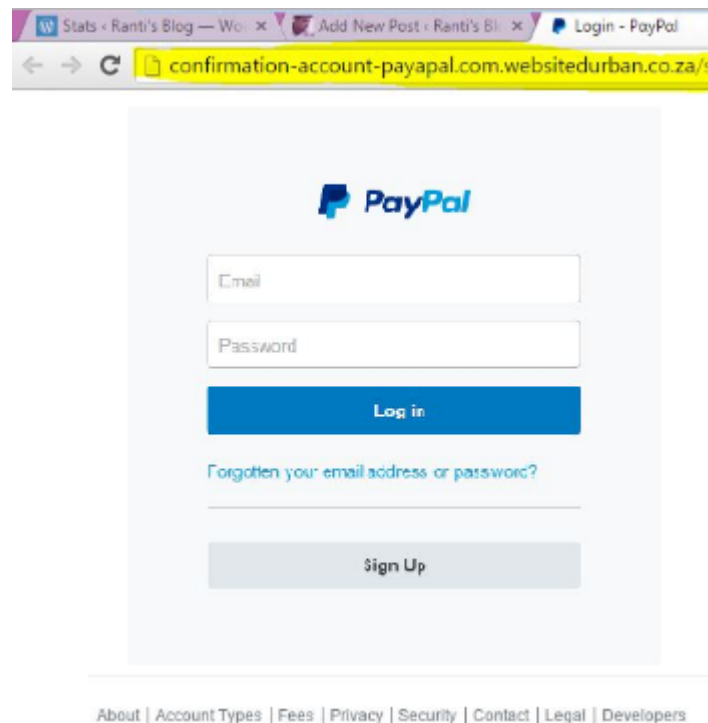 Stats ‹ Ranti's Blog — Wo
Add New Post ‹ Ranti's Bl
Login - PayPal
confirmation-account-payapal.com.websitedurban.co.za/s
PayPal
Email
Password
Log in
Forgotten your email address or password?
Sign Up
About | Account Types | Fees | Privacy | Security | Contact | Legal | Developers